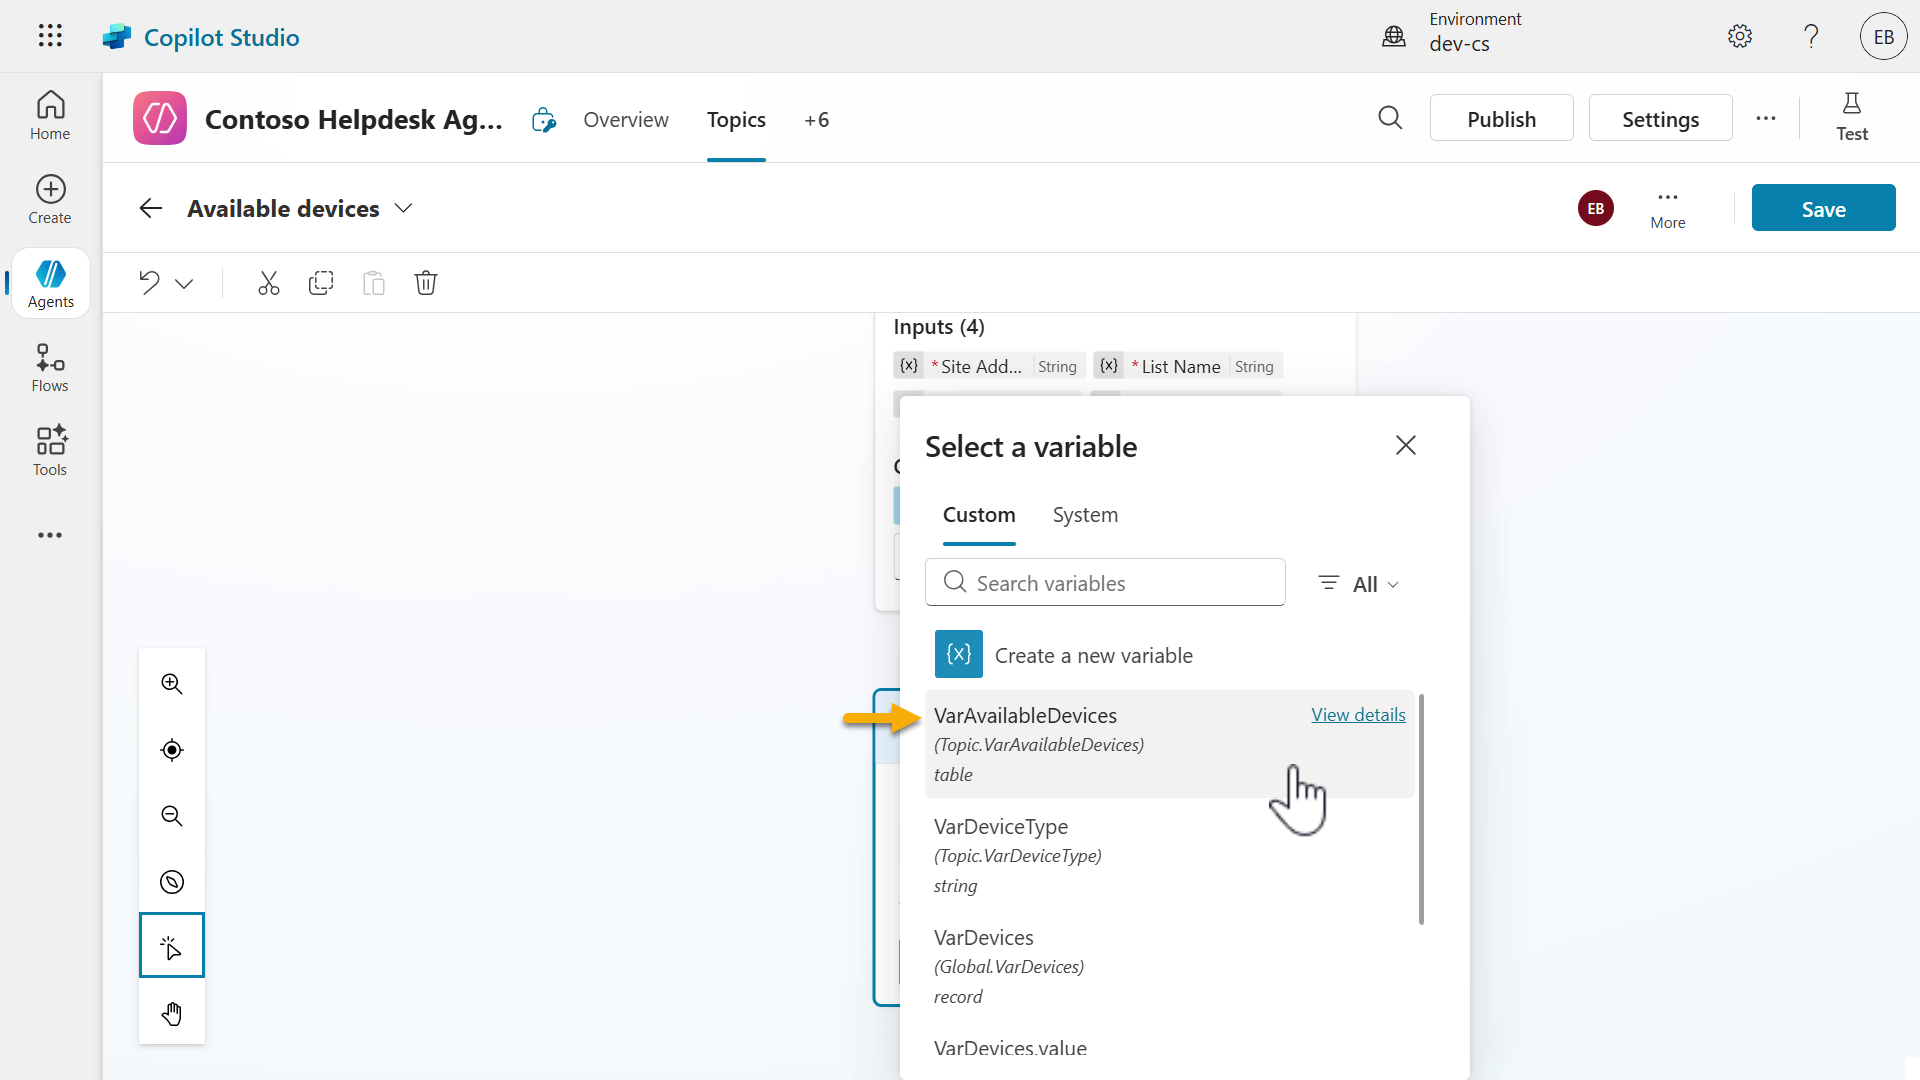 Copilot Studio
Environment
dev-cs
?
EB
Home
Create
Agents
Flows
Tools
Contoso Helpdesk Ag...
Overview
Topics
+6
Publish
Settings
...
Test
Available devices
EB
More
Save
Inputs (4)
{x} *Site Add... String
{x} *List Name String
Select a variable
Custom
System
Search variables
All
{x} Create a new variable
VarAvailableDevices
View details
(Topic.VarAvailableDevices)
table
VarDeviceType
(Topic.VarDeviceType)
string
VarDevices
(Global.VarDevices)
record
VarDevices.value